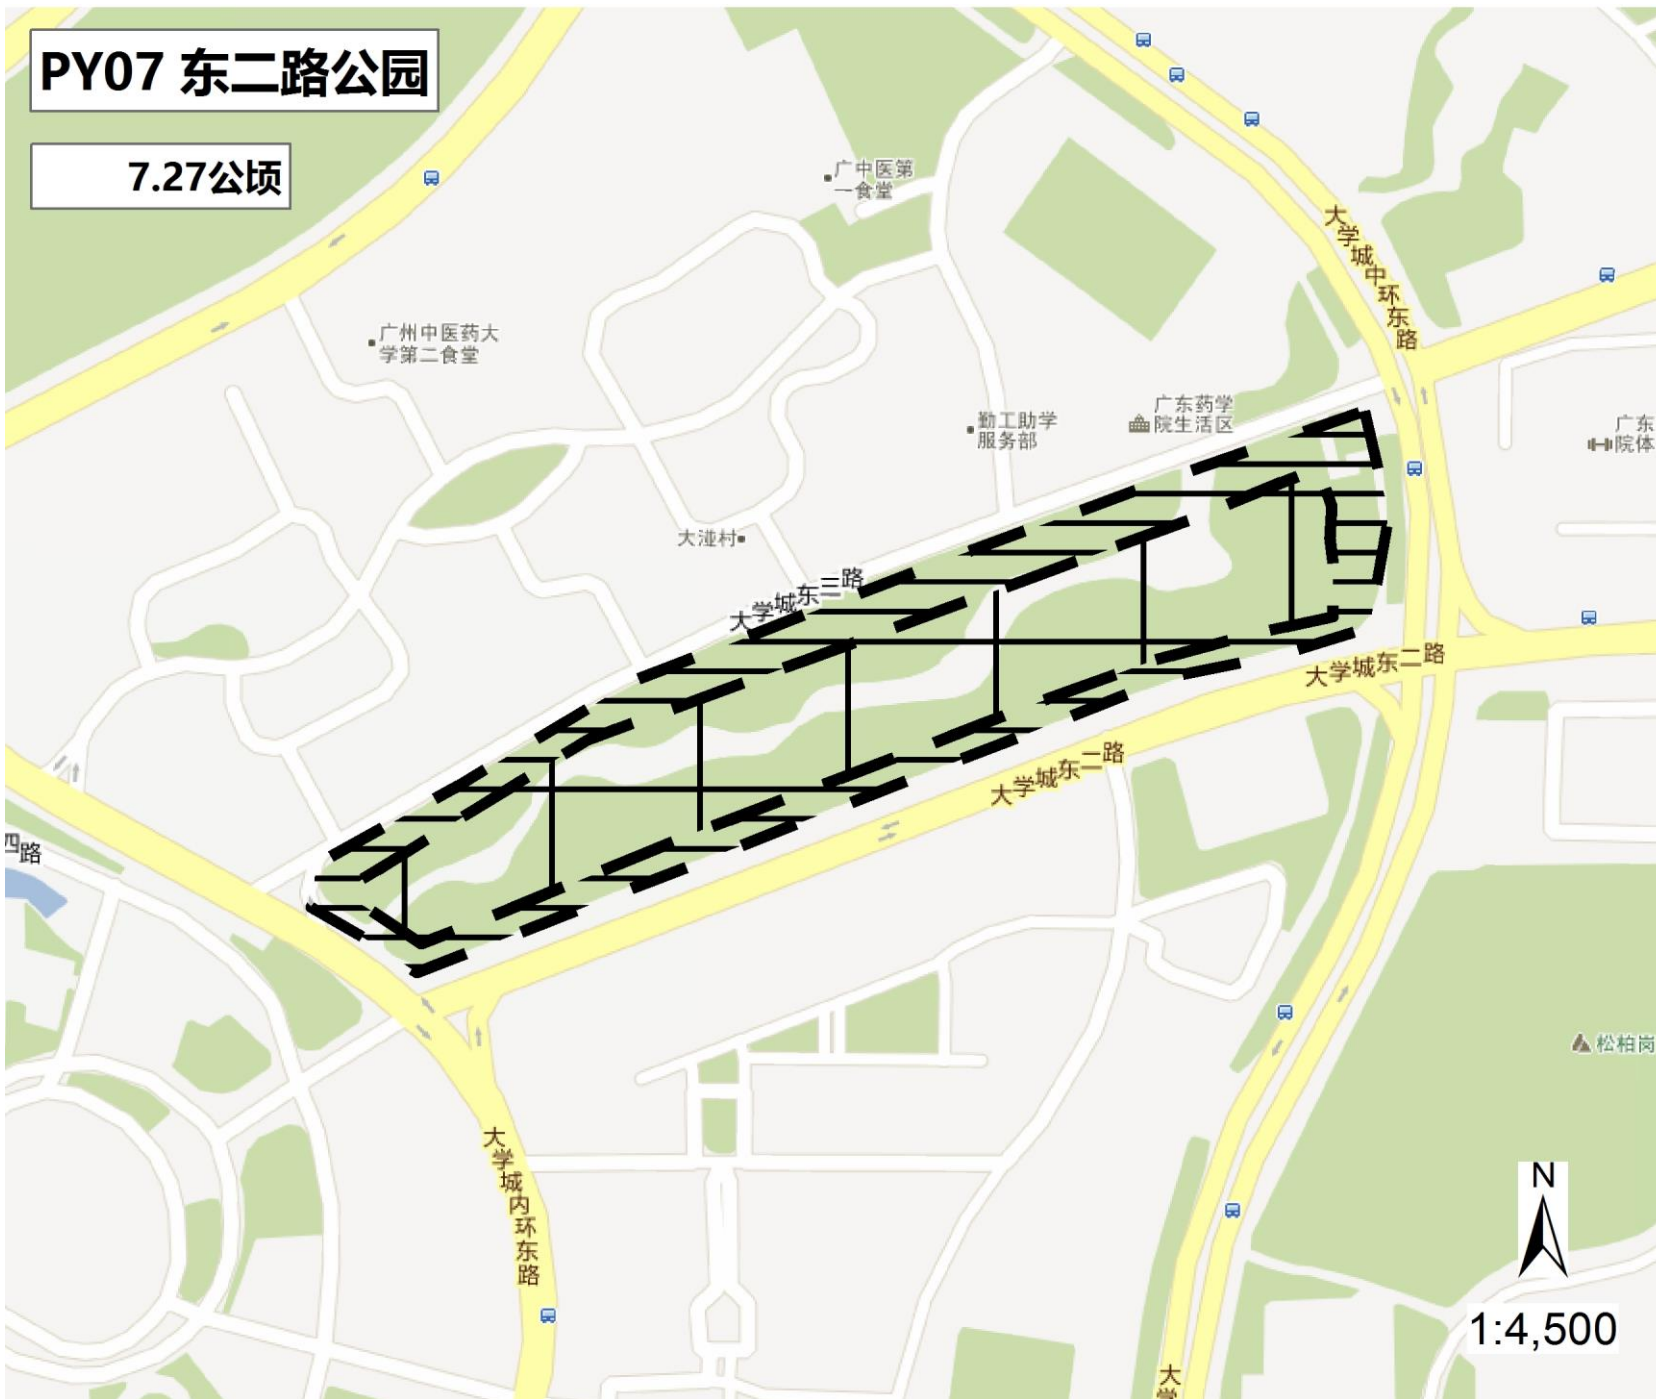 PY07 东二路公园
7.27公顷
广中医第
一食堂
大学城中环东路
广州中医药大
学第二食堂
广东药学
院生活区
勤工助学
服务部
广东
院体
大学城东三路
大学城东二路
大学城东二路
四路
松柏岗
大学城内环东路
N
1:4,500
大学